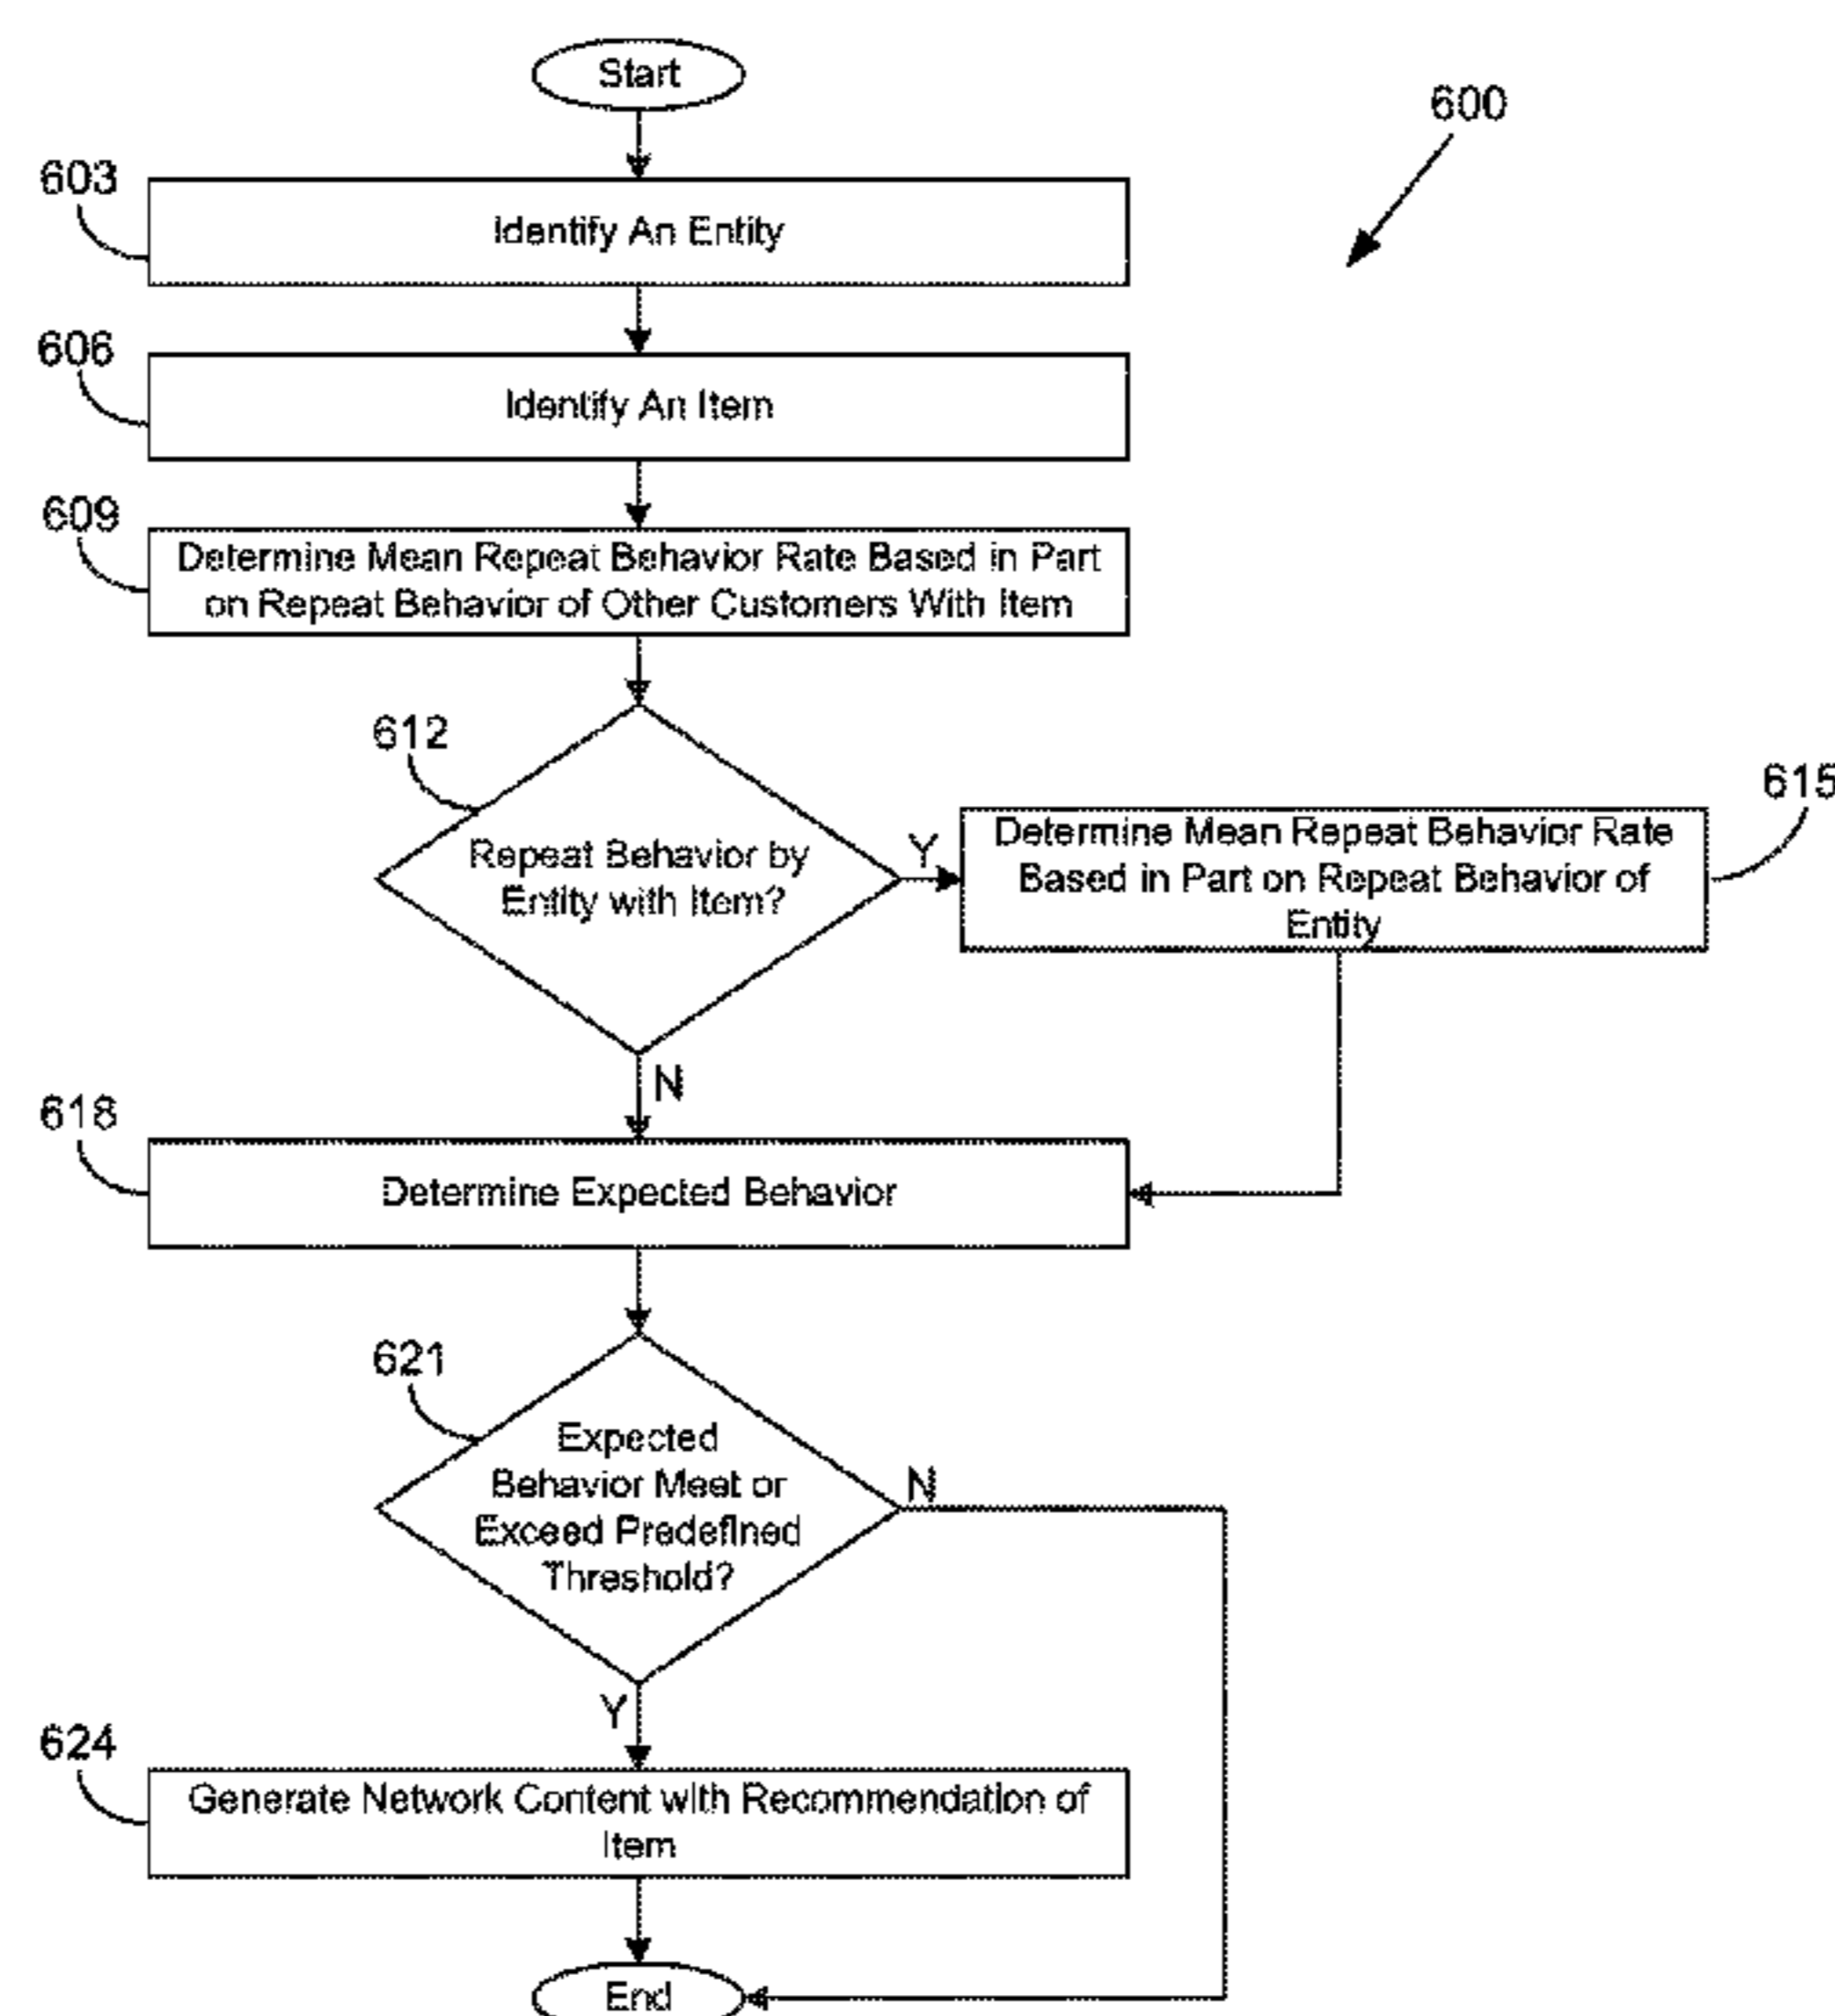 Start
600
603
Identify An Entity
606
Identify An Item
609
Determine Mean Repeat Behavior Rate Based in Part
on Repeat Behavior of Other Customers With Item
612
Repeat Behavior by
Entity with Item?
Y
615
Determine Mean Repeat Behavior Rate
Based in Part on Repeat Behavior of
Entity
N
618
Determine Expected Behavior
621
Expected
Behavior Meet or
Exceed Predefined
Threshold?
N
Y
624
Generate Network Content with Recommendation of
Item
End